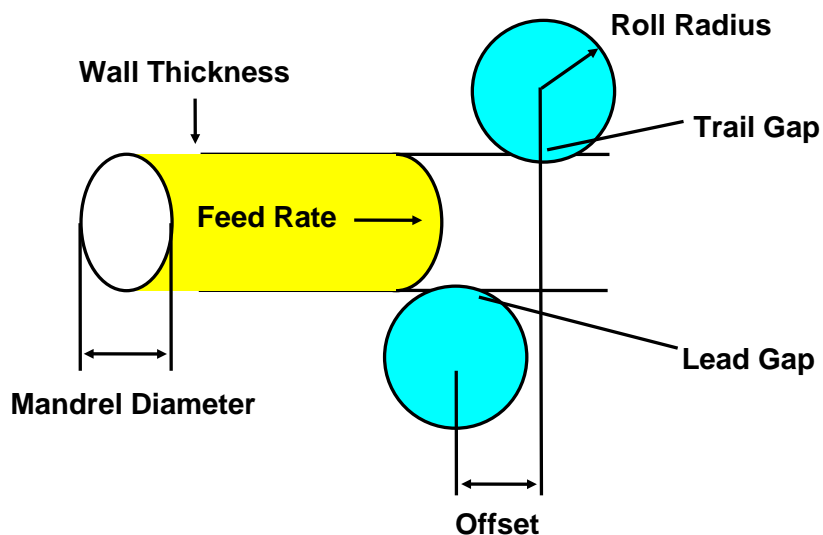 Roll Radius
Wall Thickness
Trail Gap
Feed Rate
Lead Gap
Mandrel Diameter
Offset